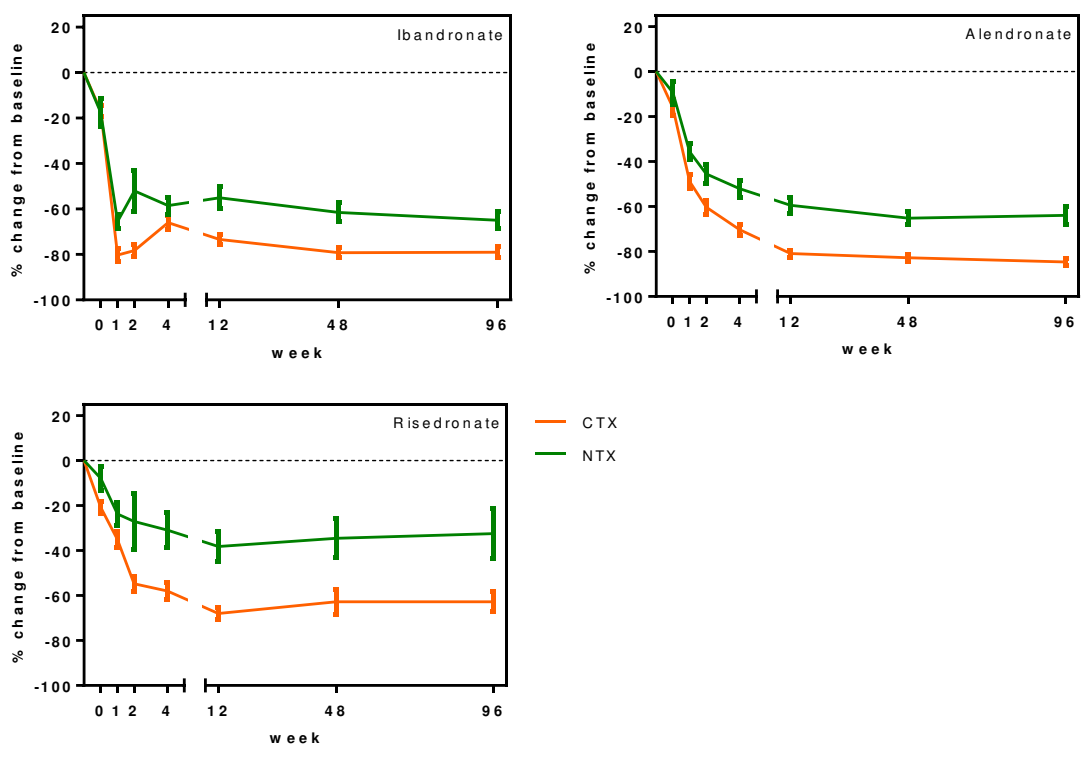 Ibandronate
% change from baseline
20
0
-20
-40
-60
-80
-100
0 1 2 4 12 48 96
week
Alendronate
% change from baseline
20
0
-20
-40
-60
-80
-100
0 1 2 4 12 48 96
week
Risedronate
% change from baseline
20
0
-20
-40
-60
-80
-100
0 1 2 4 12 48 96
week
CTX
NTX